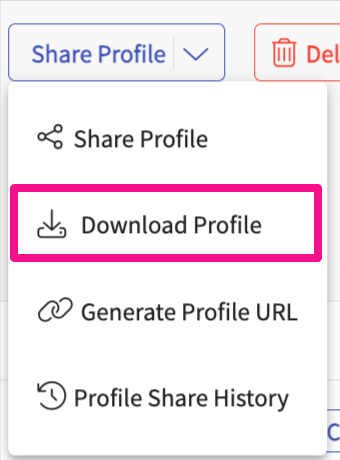 Share Profile
Del
Share Profile
Download Profile
Generate Profile URL
Profile Share History
C